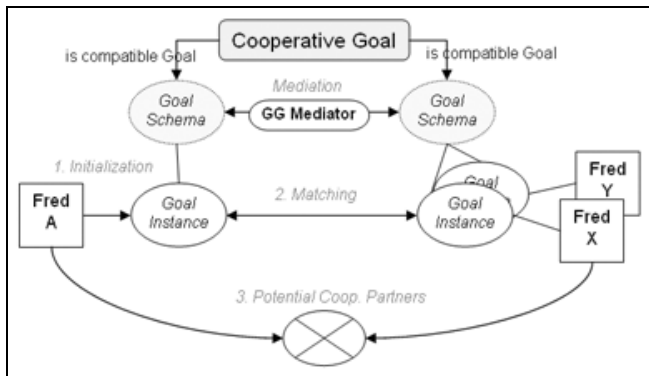 Cooperative Goal
is compatible Goal
is compatible Goal
Mediation
Goal
Schema
GG Mediator
Goal
Schema
1. Initialization
2. Matching
Fred
A
Goal
Instance
Goal
Goal
Instance
Fred
Y
Fred
X
3. Potential Coop. Partners